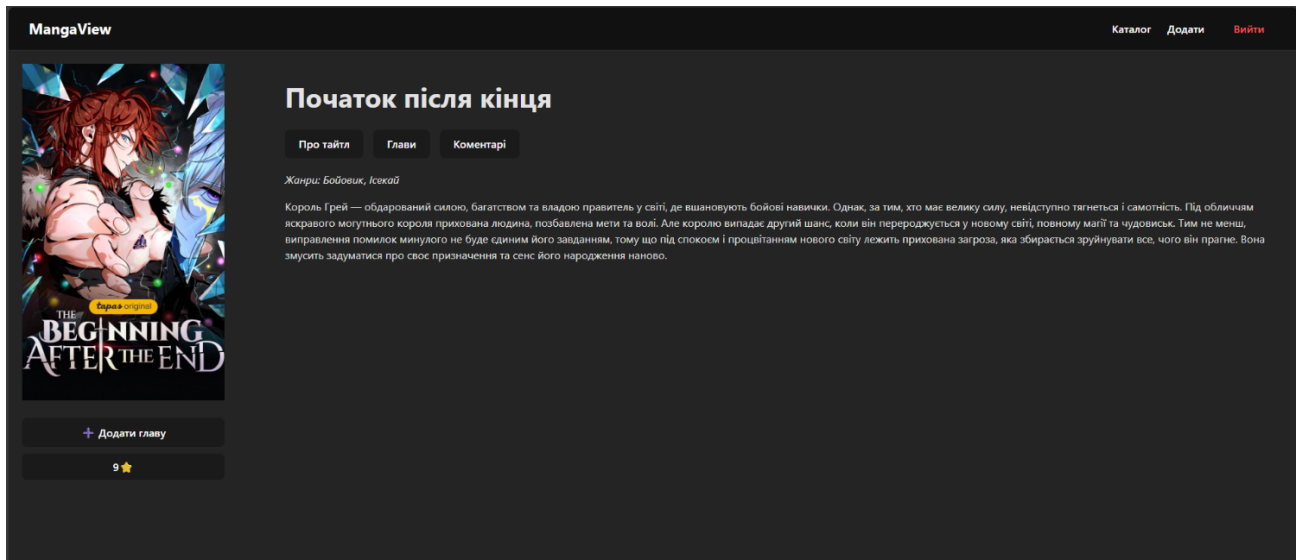 MangaView
Каталог Додати Вийти
Початок після кінця
Про тайтл Глави Коментарі
Жанри: Бойовик, Ісекай
Король Грей — обдарований силою, багатством та владою правитель у світі, де вшановують бойові навички. Однак, за тим, хто має велику силу, невідступно тягнеться і самотність. Під обличчям
яскравого могутнього короля прихована людина, позбавлена мети та волі. Але королю випадає другий шанс, коли він перероджується у новому світі, повному магії та чудовиськ. Тим не менш,
виправлення помилок минулого не буде єдиним його завданням, тому що під спокоєм і процвітанням нового світу лежить прихована загроза, яка збирається зруйнувати все, чого він прагне. Вона
змусить задуматися про своє призначення та сенс його народження наново.
tapas original
THE
BEGINNING
AFTER THE END
Додати главу
9